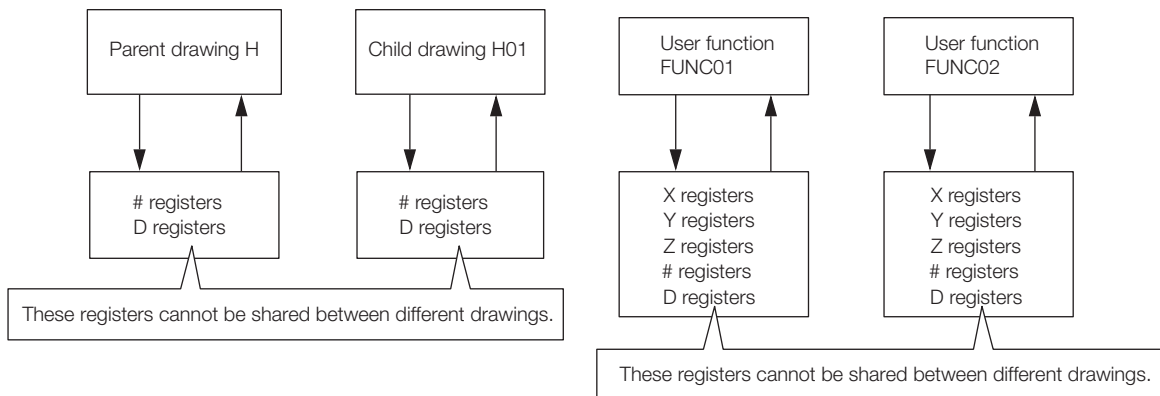 Parent drawing H
Child drawing H01
# registers
D registers
# registers
D registers
These registers cannot be shared between different drawings.
User function
FUNC01
User function
FUNC02
X registers
Y registers
Z registers
# registers
D registers
X registers
Y registers
Z registers
# registers
D registers
These registers cannot be shared between different drawings.